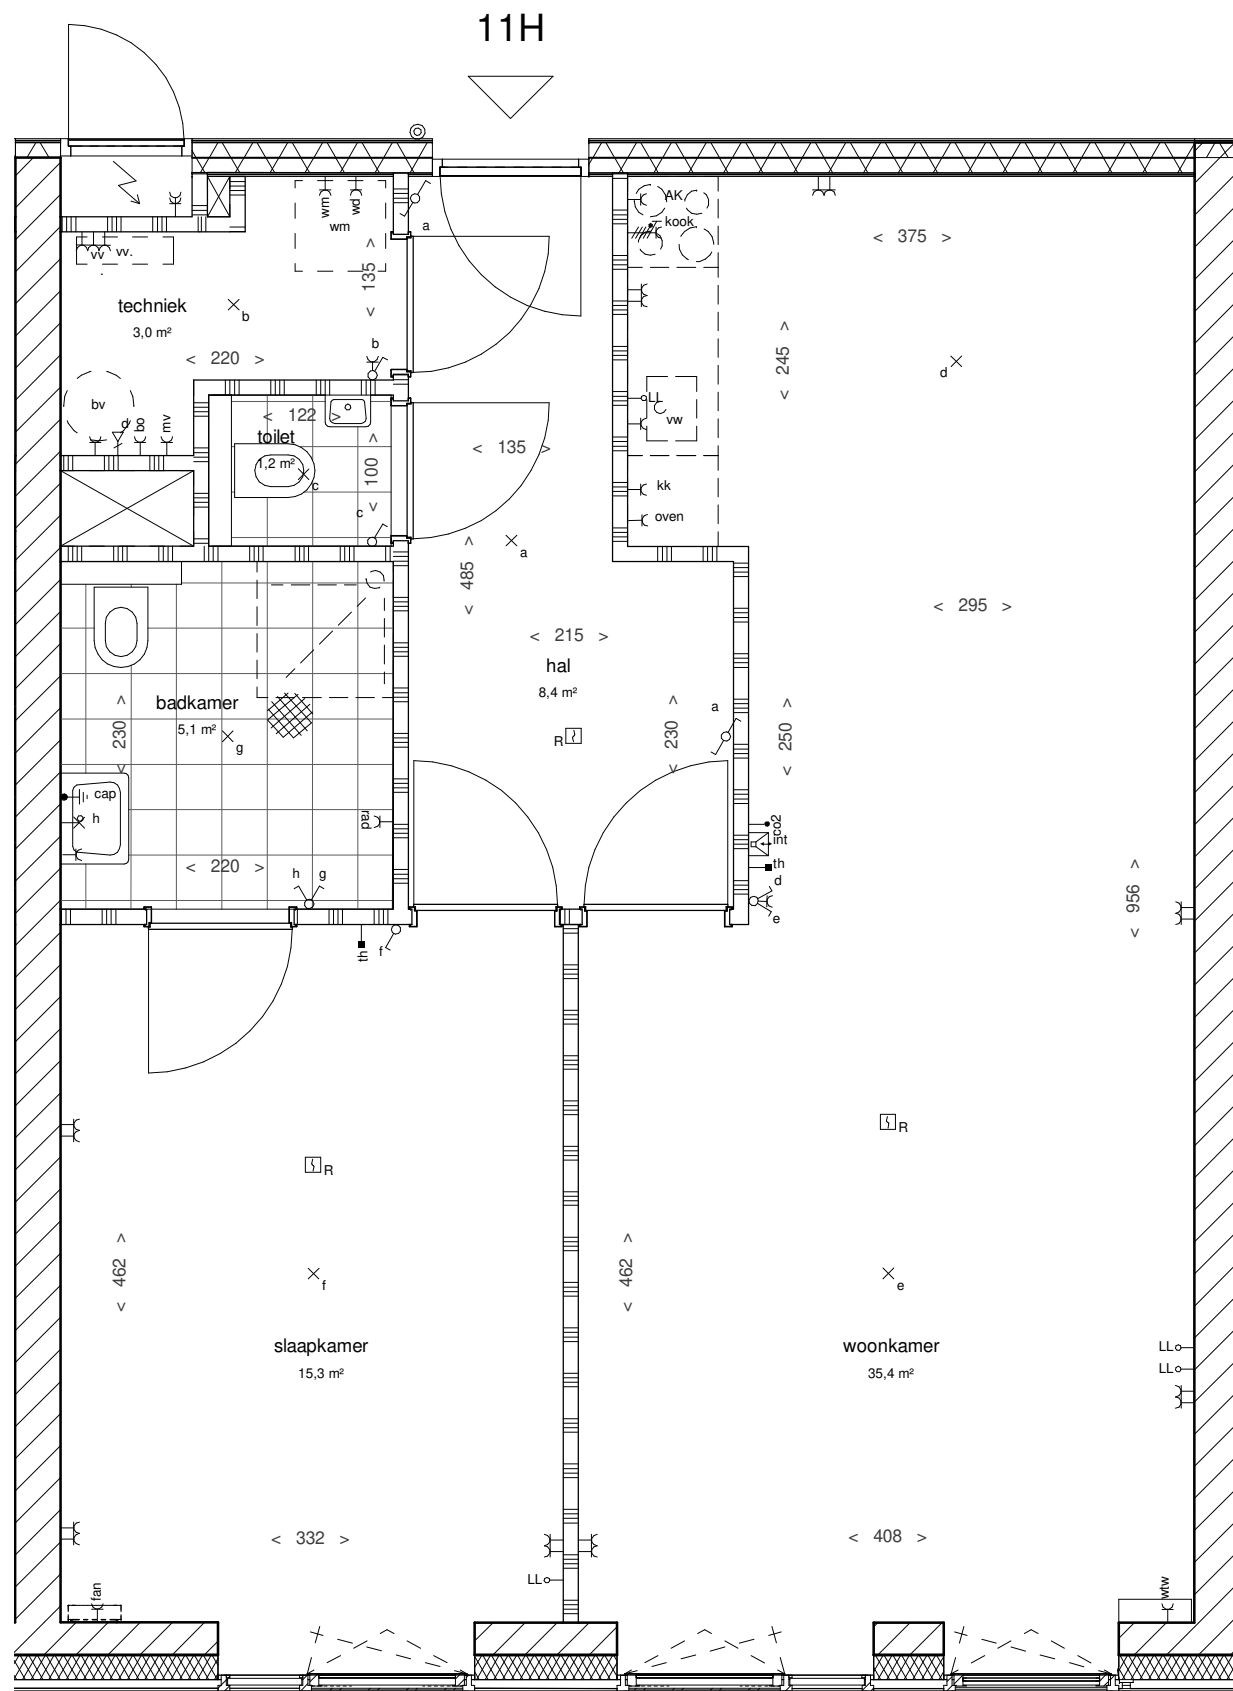 11H
a
wm
wd
wm
AK
kook
< 375 >
vv
vv.
< 135 >
techniek
3,0 m²
b
< 220 >
b
< 245 >
d
bv
d
bo
mv
< 122 >
toilet
1,2 m²
c
< 100 >
c
LL
vw
< 135 >
kk
oven
a
< 485 >
< 295 >
< 215 >
hal
8,4 m²
R
badkamer
5,1 m²
g
< 230 >
< 230 >
a
< 250 >
cap
h
rad
co2
int
th
d
e
< 220 >
h
g
< 956 >
th
f
R
R
< 462 >
f
< 462 >
e
slaapkamer
15,3 m²
woonkamer
35,4 m²
LL
LL
< 332 >
< 408 >
LL
fan
wtw